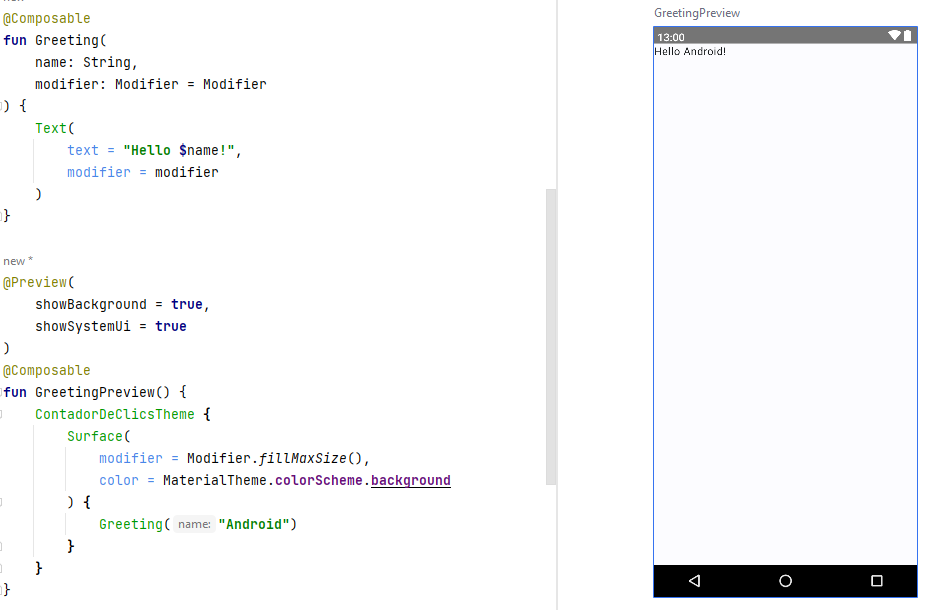 @Composable
fun Greeting(
    name: String,
    modifier: Modifier = Modifier
) {
    Text(
        text = "Hello $name!",
        modifier = modifier
    )
}
new *
@Preview(
    showBackground = true,
    showSystemUi = true
)
@Composable
fun GreetingPreview() {
    ContadorDeClicsTheme {
        Surface(
            modifier = Modifier.fillMaxSize(),
            color = MaterialTheme.colorScheme.background
        ) {
            Greeting( name: "Android")
        }
    }
}
GreetingPreview
13:00
Hello Android!